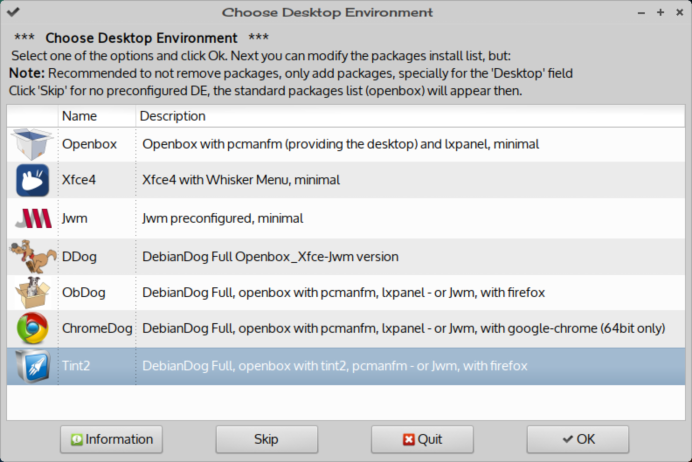 Choose Desktop Environment
*** Choose Desktop Environment ***
Select one of the options and click Ok. Next you can modify the packages install list, but:
Note: Recommended to not remove packages, only add packages, specially for the 'Desktop' field
Click 'Skip' for no preconfigured DE, the standard packages list (openbox) will appear then.
Name Description
Openbox Openbox with pcmanfm (providing the desktop) and lxpanel, minimal
Xfce4 Xfce4 with Whisker Menu, minimal
Jwm Jwm preconfigured, minimal
DDog DebianDog Full Openbox_Xfce-Jwm version
ObDog DebianDog Full, openbox with pcmanfm, lxpanel - or Jwm, with firefox
ChromeDog DebianDog Full, openbox with pcmanfm, lxpanel - or Jwm, with google-chrome (64bit only)
Tint2 DebianDog Full, openbox with tint2, pcmanfm - or Jwm, with firefox
Information Skip Quit OK